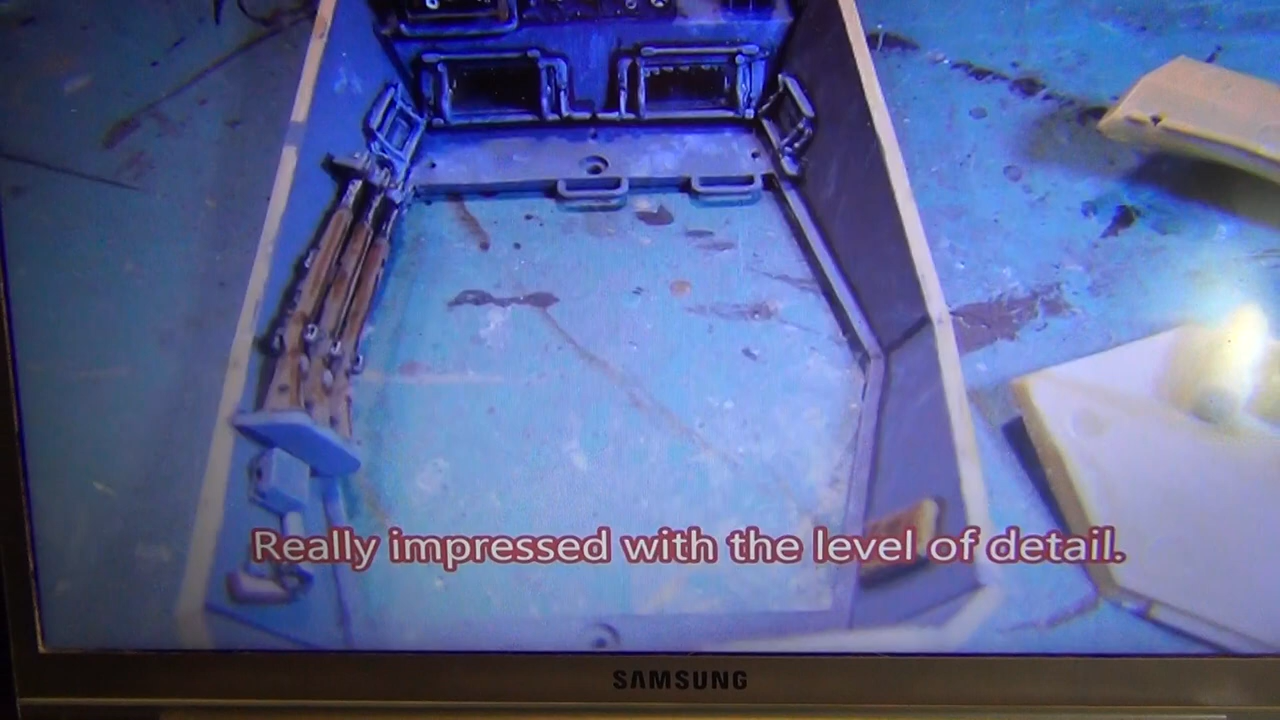 Really impressed with the level of detail.
SAMSUNG